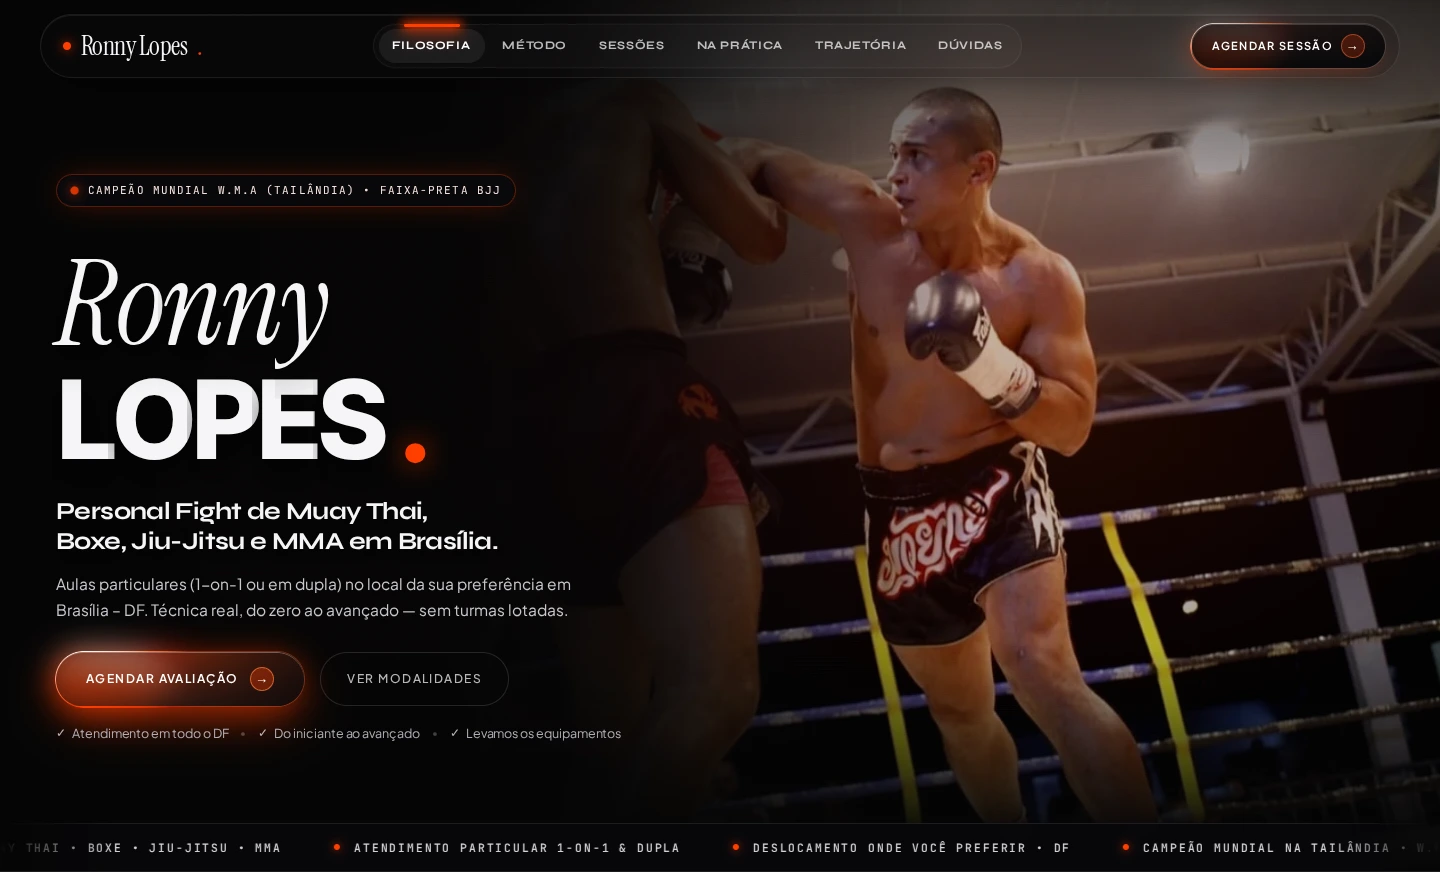 Ronny Lopes .
FILOSOFIA
MÉTODO
SESSÕES
NA PRÁTICA
TRAJETÓRIA
DÚVIDAS
AGENDAR SESSÃO →
CAMPEÃO MUNDIAL W.M.A (TAILÂNDIA) • FAIXA-PRETA BJJ
Ronny
LOPES.
Personal Fight de Muay Thai,
Boxe, Jiu-Jitsu e MMA em Brasília.
Aulas particulares (1–on-1 ou em dupla) no local da sua preferência em
Brasília – DF. Técnica real, do zero ao avançado — sem turmas lotadas.
AGENDAR AVALIAÇÃO →
VER MODALIDADES
✓ Atendimento em todo o DF • ✓ Do iniciante ao avançado • ✓ Levamos os equipamentos
THAI • BOXE • JIU-JITSU • MMA • ATENDIMENTO PARTICULAR 1-ON-1 & DUPLA • DESLOCAMENTO ONDE VOCÊ PREFERIR • DF • CAMPEÃO MUNDIAL NA TAILÂNDIA •